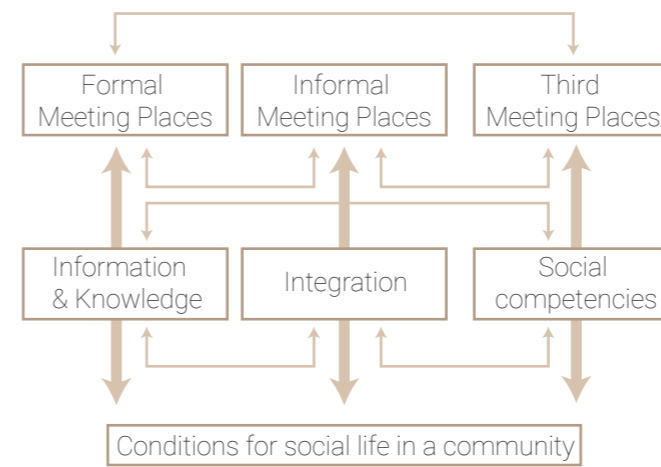 Formal
Meeting Places
Informal
Meeting Places
Third
Meeting Places
Information
& Knowledge
Integration
Social
competencies
Conditions for social life in a community